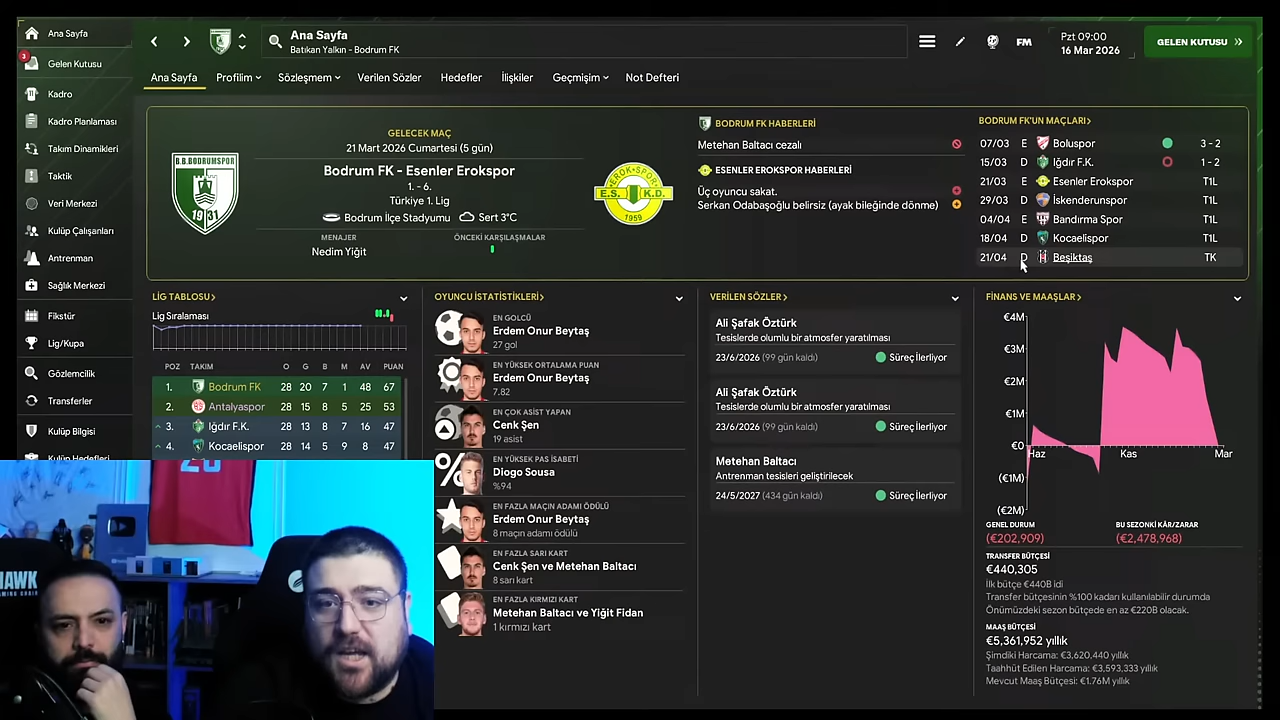 Ana Sayfa
3
Gelen Kutusu
Kadro
Kadro Planlaması
Takım Dinamikleri
Taktik
Veri Merkezi
Kulüp Çalışanları
Antrenman
Sağlık Merkezi
Fikstür
Lig/Kupa
Gözlemcilik
Transferler
Kulüp Bilgisi
Kulüp Hedefleri
Ana Sayfa
Batıkan Yalkın - Bodrum FK
FM
Pzt 09:00
16 Mar 2026
GELEN KUTUSU
Ana Sayfa
Profilim
Sözleşmem
Verilen Sözler
Hedefler
İlişkiler
Geçmişim
Not Defteri
B.B.BODRUMSPOR
19 31
GELECEK MAÇ
21 Mart 2026 Cumartesi (5 gün)
Bodrum FK - Esenler Erokspor
1. - 6.
Türkiye 1. Lig
Bodrum İlçe Stadyumu
Sert 3°C
MENAJER
Nedim Yiğit
ÖNCEKİ KARŞILAŞMALAR
EROKSPOR
E.S. K.D.
1959
BODRUM FK HABERLERİ
Metehan Baltacı cezalı
ESENLER EROKSPOR HABERLERİ
Üç oyuncu sakat.
Serkan Odabaşoğlu belirsiz (ayak bileğinde dönme)
BODRUM FK'UN MAÇLARI
07/03 E Boluspor 3 - 2
15/03 D Iğdır F.K. 1 - 2
21/03 E Esenler Erokspor T1L
29/03 D İskenderunspor T1L
04/04 E Bandırma Spor T1L
18/04 D Kocaelispor T1L
21/04 D Beşiktaş TK
LİG TABLOSU
Lig Sıralaması
POZ TAKIM O G B M AV PUAN
1. Bodrum FK 28 20 7 1 48 67
2. Antalyaspor 28 15 8 5 25 53
3. Iğdır F.K. 28 13 8 7 16 47
4. Kocaelispor 28 14 5 9 8 47
OYUNCU İSTATİSTİKLERİ
EN GOLCÜ
Erdem Onur Beytaş
27 gol
EN YÜKSEK ORTALAMA PUAN
Erdem Onur Beytaş
7.82
EN ÇOK ASİST YAPAN
Cenk Şen
19 asist
EN YÜKSEK PAS İSABETİ
Diogo Sousa
%94
EN FAZLA MAÇIN ADAMI ÖDÜLÜ
Erdem Onur Beytaş
8 maçın adamı ödülü
EN FAZLA SARI KART
Cenk Şen ve Metehan Baltacı
8 sarı kart
EN FAZLA KIRMIZI KART
Metehan Baltacı ve Yiğit Fidan
1 kırmızı kart
VERİLEN SÖZLER
Ali Şafak Öztürk
Tesislerde olumlu bir atmosfer yaratılması
23/6/2026 (99 gün kaldı) Süreç İlerliyor
Ali Şafak Öztürk
Tesislerde olumlu bir atmosfer yaratılması
23/6/2026 (99 gün kaldı) Süreç İlerliyor
Metehan Baltacı
Antrenman tesisleri geliştirilecek
24/5/2027 (434 gün kaldı) Süreç İlerliyor
FİNANS VE MAAŞLAR
€4M
€3M
€2M
€1M
€0
(€1M)
(€2M)
Haz Kas Mar
GENEL DURUM
(€202,909)
BU SEZONKİ KÂR/ZARAR
(€2,478,968)
TRANSFER BÜTÇESİ
€440,305
İlk bütçe €440B idi
Transfer bütçesinin %100 kadarı kullanılabilir durumda
Önümüzdeki sezon bütçede en az €220B olacak.
MAAŞ BÜTÇESİ
€5,361,952 yıllık
Şimdiki Harcama: €3,620,440 yıllık
Taahhüt Edilen Harcama: €3,593,333 yıllık
Mevcut Maaş Bütçesi: €1.76M yıllık
HAWK